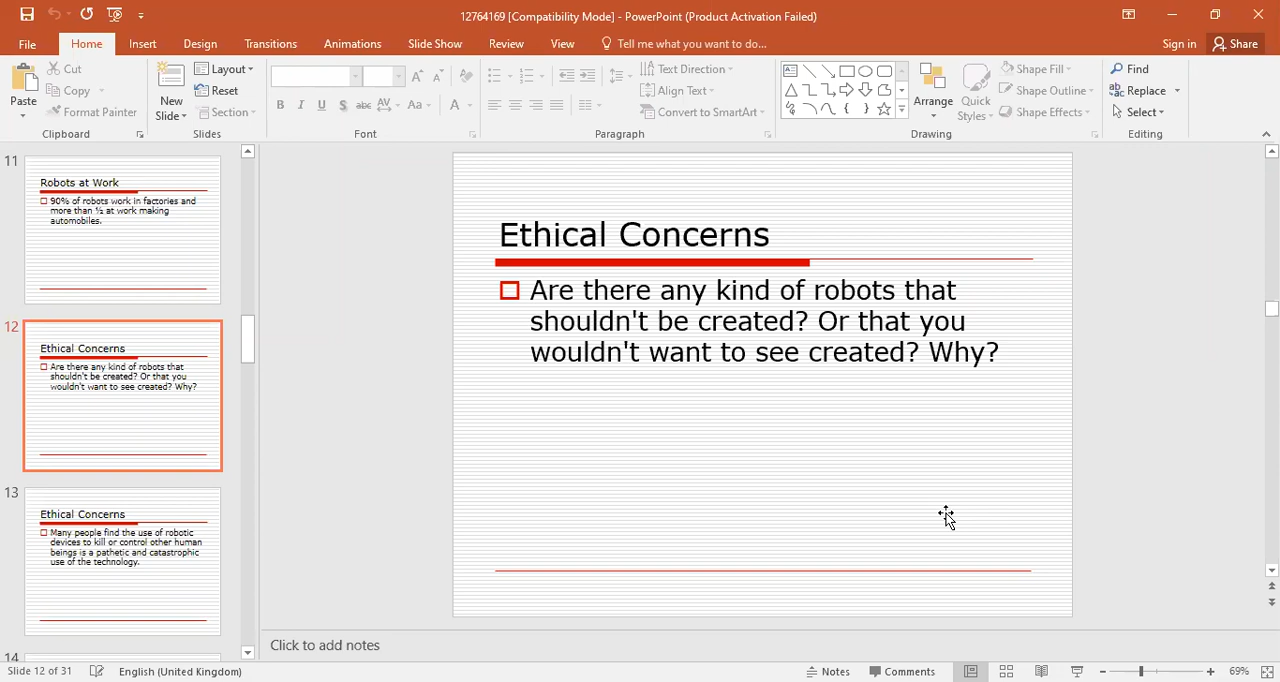 12764169 [Compatibility Mode] - PowerPoint (Product Activation Failed)
File Home Insert Design Transitions Animations Slide Show Review View Tell me what you want to do... Sign in Share
Paste
Cut
Copy
Format Painter
Clipboard
New
Slide
Layout
Reset
Section
Slides
B I U S abc AV Aa A
Font
Text Direction
Align Text
Convert to SmartArt
Paragraph
Arrange
Quick
Styles
Shape Fill
Shape Outline
Shape Effects
Drawing
Find
Replace
Select
Editing
11
Robots at Work
90% of robots work in factories and
more than ½ at work making
automobiles.
12
Ethical Concerns
Are there any kind of robots that
shouldn't be created? Or that you
wouldn't want to see created? Why?
13
Ethical Concerns
Many people find the use of robotic
devices to kill or control other human
beings is a pathetic and catastrophic
use of the technology.
14
Ethical Concerns
Are there any kind of robots that
shouldn't be created? Or that you
wouldn't want to see created? Why?
Click to add notes
Slide 12 of 31 English (United Kingdom) Notes Comments 69%